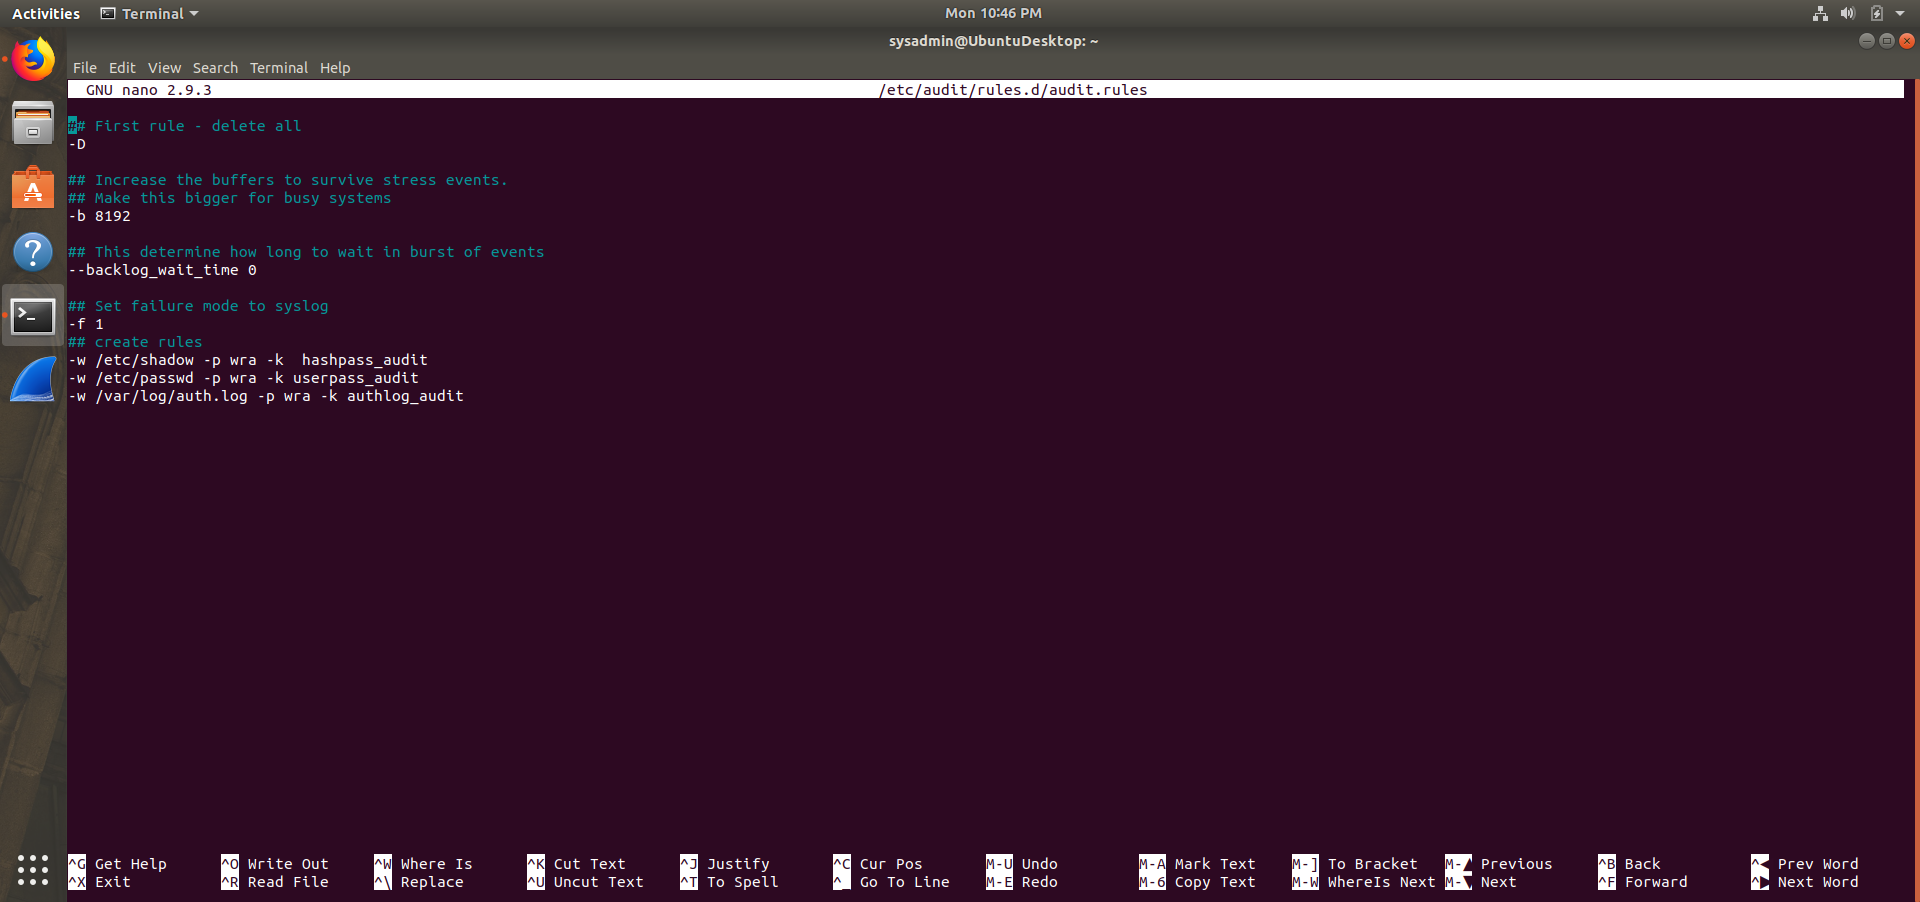 Activities Terminal Mon 10:46 PM
sysadmin@UbuntuDesktop: ~
File Edit View Search Terminal Help
GNU nano 2.9.3 /etc/audit/rules.d/audit.rules
## First rule - delete all
-D
## Increase the buffers to survive stress events.
## Make this bigger for busy systems
-b 8192
## This determine how long to wait in burst of events
--backlog_wait_time 0
## Set failure mode to syslog
-f 1
## create rules
-w /etc/shadow -p wra -k  hashpass_audit
-w /etc/passwd -p wra -k userpass_audit
-w /var/log/auth.log -p wra -k authlog_audit
^G Get Help ^O Write Out ^W Where Is ^K Cut Text ^J Justify ^C Cur Pos M-U Undo M-A Mark Text M-] To Bracket M-▲ Previous ^B Back ^◀ Prev Word
^X Exit ^R Read File ^\ Replace ^U Uncut Text ^T To Spell ^_ Go To Line M-E Redo M-6 Copy Text M-W WhereIs Next M-▼ Next ^F Forward ^▶ Next Word